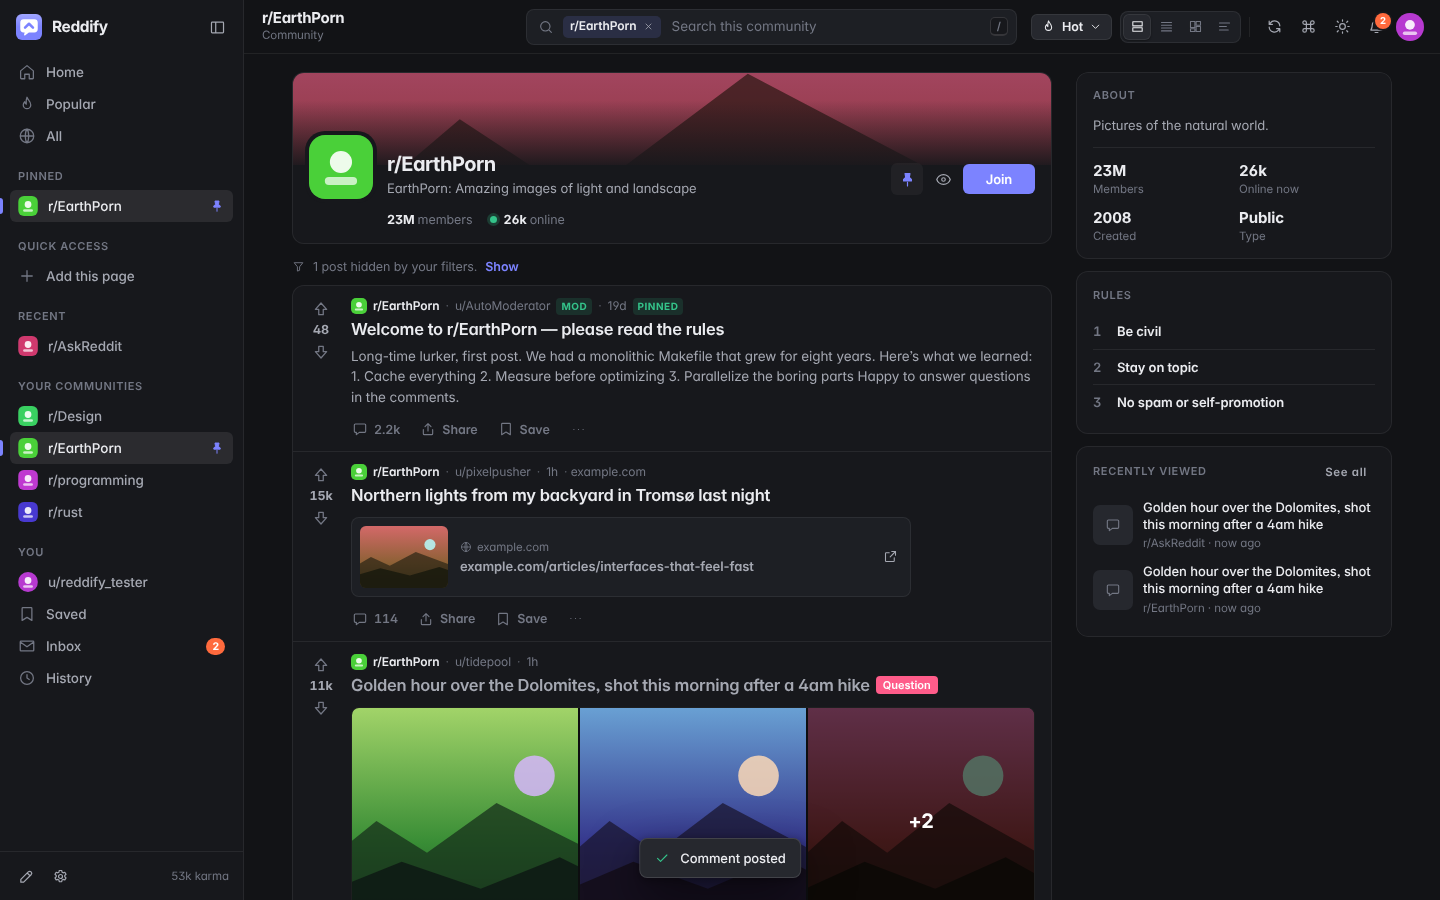 Reddify
Home
Popular
All
PINNED
r/EarthPorn
QUICK ACCESS
Add this page
RECENT
r/AskReddit
YOUR COMMUNITIES
r/Design
r/EarthPorn
r/programming
r/rust
YOU
u/reddify_tester
Saved
Inbox 2
History
53k karma
r/EarthPorn
Community
r/EarthPorn × Search this community /
Hot
2
r/EarthPorn
EarthPorn: Amazing images of light and landscape
23M members 26k online
Join
1 post hidden by your filters. Show
r/EarthPorn · u/AutoModerator MOD · 19d PINNED
48
Welcome to r/EarthPorn — please read the rules
Long-time lurker, first post. We had a monolithic Makefile that grew for eight years. Here's what we learned:
1. Cache everything 2. Measure before optimizing 3. Parallelize the boring parts Happy to answer questions
in the comments.
2.2k Share Save ...
r/EarthPorn · u/pixelpusher · 1h · example.com
15k
Northern lights from my backyard in Tromsø last night
example.com
example.com/articles/interfaces-that-feel-fast
114 Share Save ...
r/EarthPorn · u/tidepool · 1h
11k
Golden hour over the Dolomites, shot this morning after a 4am hike Question
+2
Comment posted
ABOUT
Pictures of the natural world.
23M 26k
Members Online now
2008 Public
Created Type
RULES
1 Be civil
2 Stay on topic
3 No spam or self-promotion
RECENTLY VIEWED See all
Golden hour over the Dolomites, shot
this morning after a 4am hike
r/AskReddit · now ago
Golden hour over the Dolomites, shot
this morning after a 4am hike
r/EarthPorn · now ago